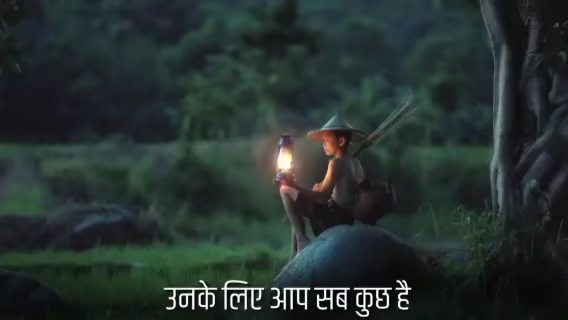 उनके लिए आप सब कुछ है